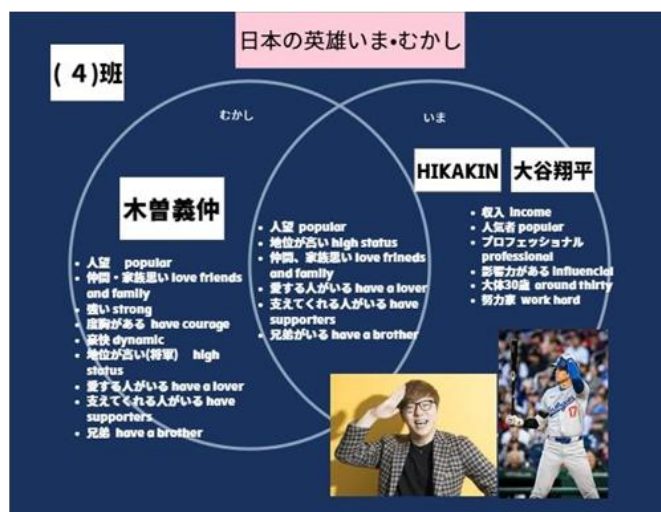 日本の英雄いま・むかし
(４)班
むかし
いま
木曽義仲
• 人望　popular
• 仲間・家族思い love friends
and family
• 強い strong
• 度胸がある have courage
• 豪快 dynamic
• 地位が高い(将軍)　high
status
• 愛する人がいる have a lover
• 支えてくれる人がいる have
supporters
• 兄弟 have a brother
• 人望 popular
• 地位が高い high status
• 仲間、家族思い love frineds
and family
• 愛する人がいる have a lover
• 支えてくれる人がいる have
supporters
• 兄弟がいる have a brother
HIKAKIN
大谷翔平
• 収入 income
• 人気者 popular
• プロフェッショナル
professional
• 影響力がある influencial
• 大体30歳 around thirty
• 努力家 work hard
17